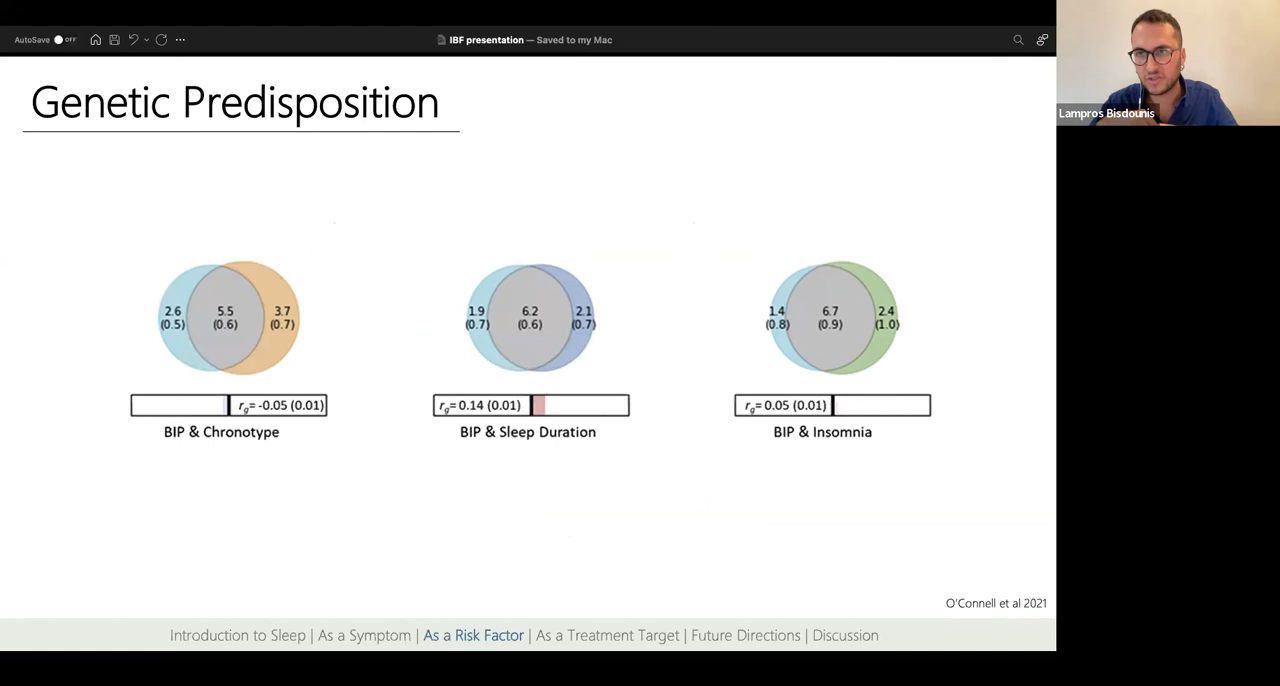 AutoSave OFF
IBF presentation — Saved to my Mac
Lampros Bisdounis
Genetic Predisposition
2.6 5.5 3.7
(0.5) (0.6) (0.7)
rg= -0.05 (0.01)
BIP & Chronotype
1.9 6.2 2.1
(0.7) (0.6) (0.7)
rg= 0.14 (0.01)
BIP & Sleep Duration
1.4 6.7 2.4
(0.8) (0.9) (1.0)
rg= 0.05 (0.01)
BIP & Insomnia
O'Connell et al 2021
Introduction to Sleep | As a Symptom | As a Risk Factor | As a Treatment Target | Future Directions | Discussion